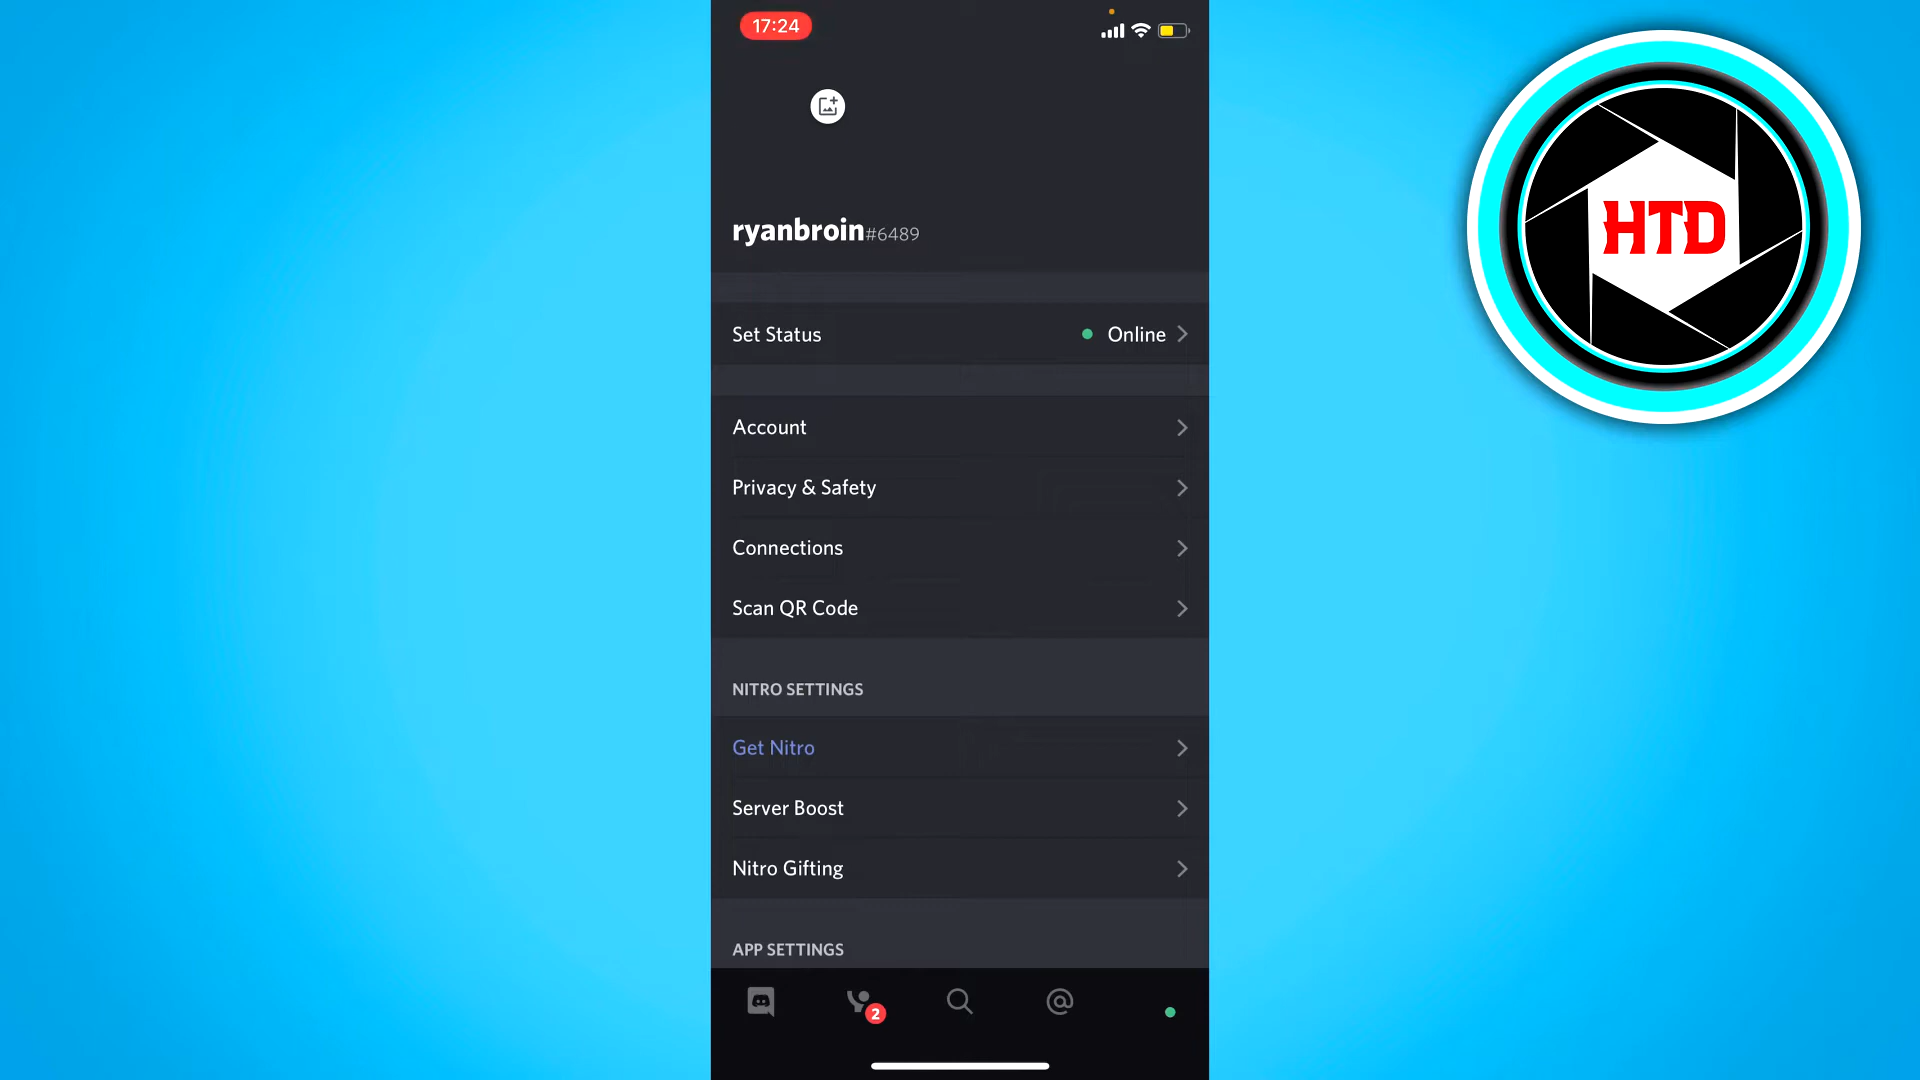 17:24
ryanbroin#6489
Set Status
Online
Account
Privacy & Safety
Connections
Scan QR Code
NITRO SETTINGS
Get Nitro
Server Boost
Nitro Gifting
APP SETTINGS
2
HTD